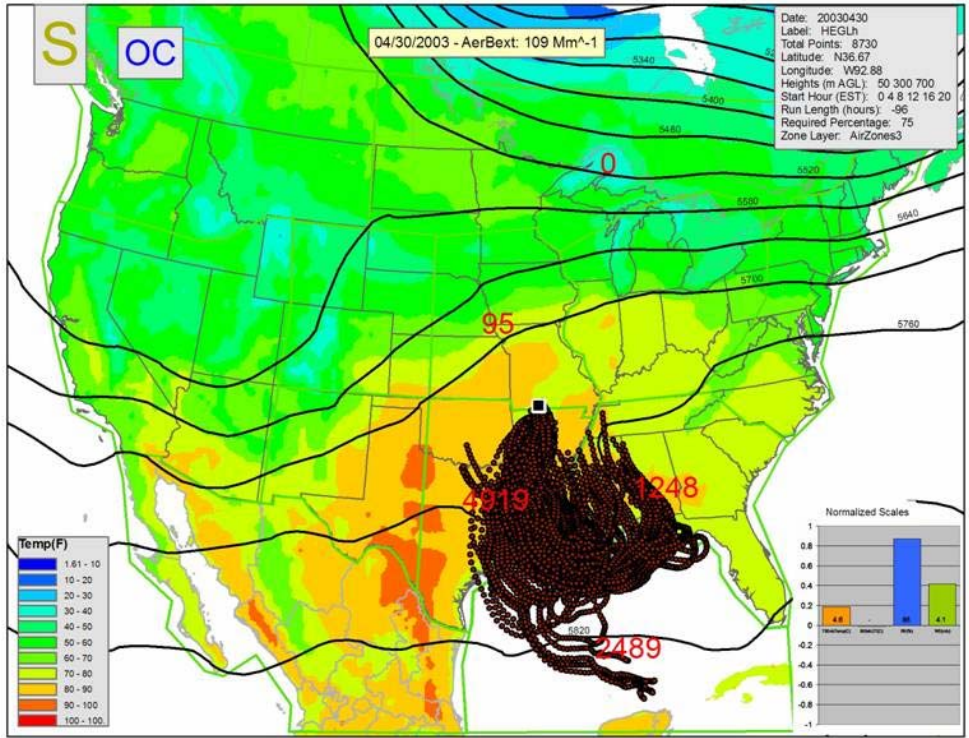 S
OC
04/30/2003 - AerBext: 109 Mm^-1
Date: 20030430
Label: HEGLh
Total Points: 8730
Latitude: N36.67
Longitude: W92.88
Heights (m AGL): 50 300 700
Start Hour (EST): 0 4 8 12 16 20
Run Length (hours): -96
Required Percentage: 75
Zone Layer: AirZones3
5340
5400
5460
5520
0
5580
5640
5700
95
5760
4919
1248
5820
2489
Temp(F)
1.61 - 10
10 - 20
20 - 30
30 - 40
40 - 50
50 - 60
60 - 70
70 - 80
80 - 90
90 - 100
100 - 100.
Normalized Scales
1
0.8
0.6
0.4
0.2
0
-0.2
-0.4
-0.6
-0.8
-1
4.6
4.1